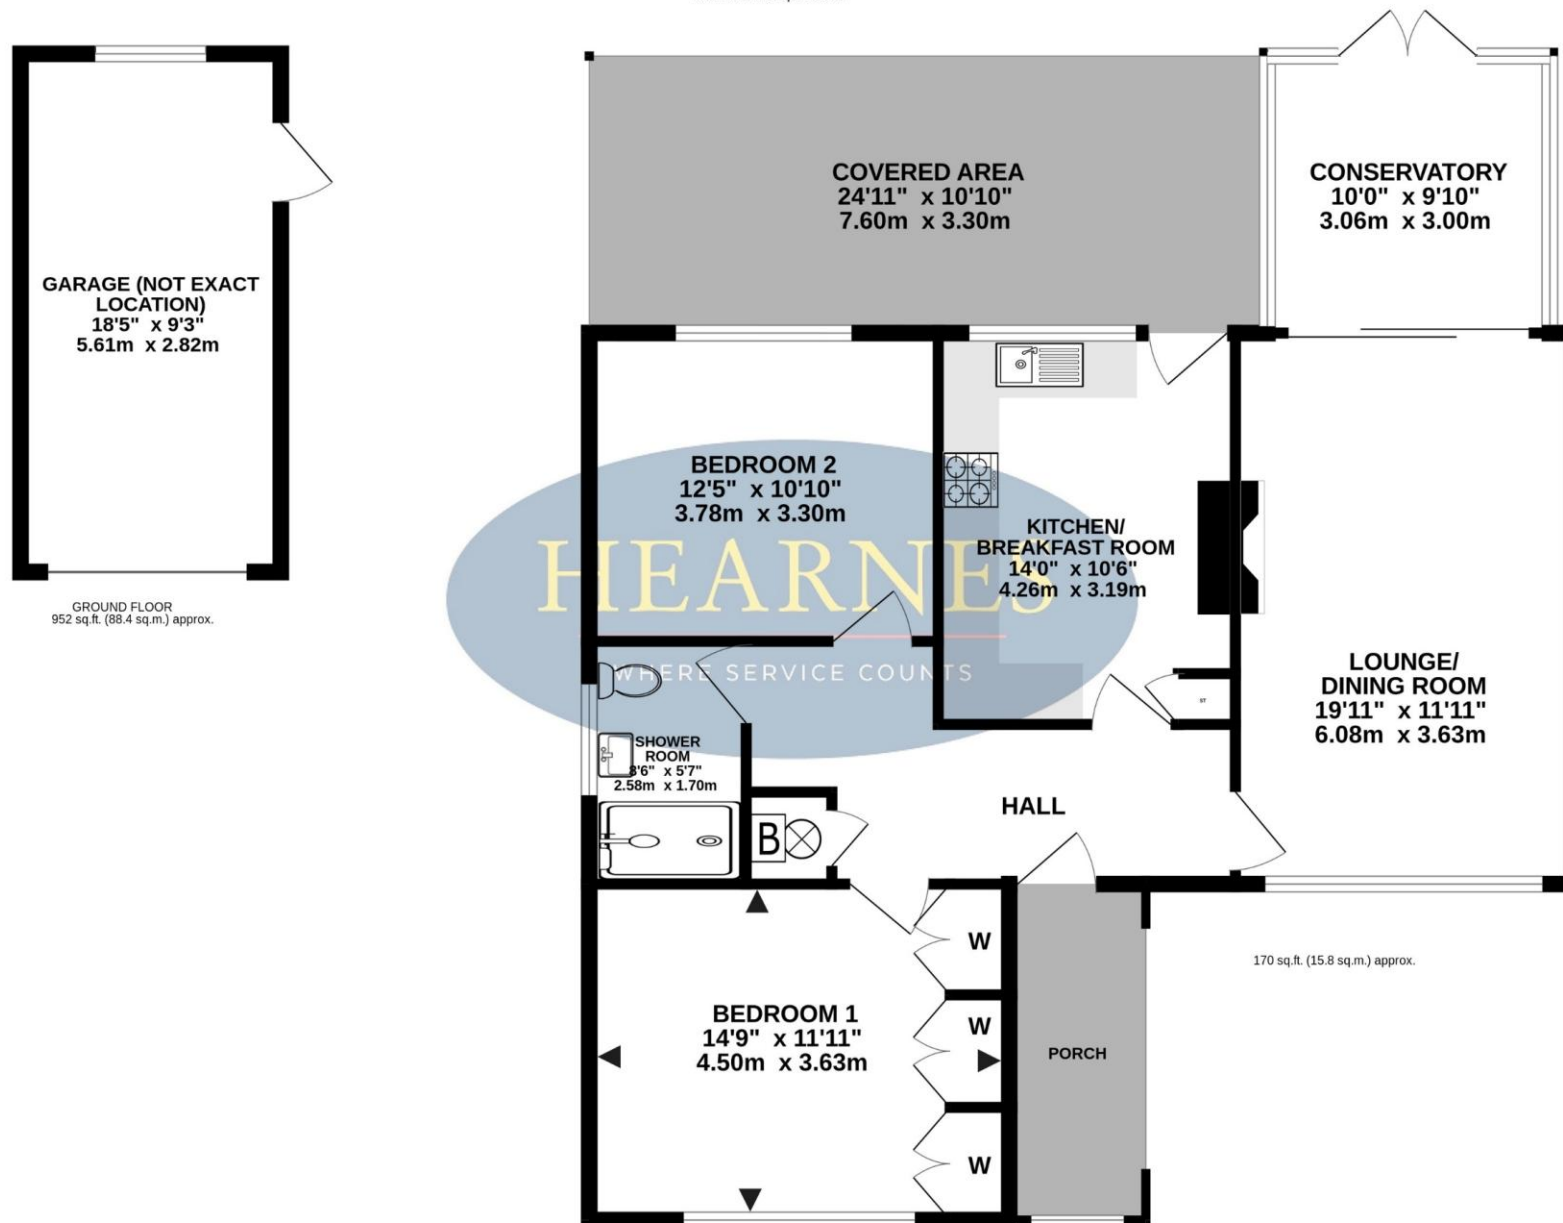 COVERED AREA
24'11" x 10'10"
7.60m x 3.30m
CONSERVATORY
10'0" x 9'10"
3.06m x 3.00m
GARAGE (NOT EXACT
LOCATION)
18'5" x 9'3"
5.61m x 2.82m
GROUND FLOOR
952 sq.ft. (88.4 sq.m.) approx.
BEDROOM 2
12'5" x 10'10"
3.78m x 3.30m
KITCHEN/
BREAKFAST ROOM
14'0" x 10'6"
4.26m x 3.19m
HEARNES
WHERE SERVICE COUNTS
LOUNGE/
DINING ROOM
19'11" x 11'11"
6.08m x 3.63m
ST
SHOWER
ROOM
8'6" x 5'7"
2.58m x 1.70m
B
HALL
W
170 sq.ft. (15.8 sq.m.) approx.
BEDROOM 1
14'9" x 11'11"
4.50m x 3.63m
W
PORCH
W